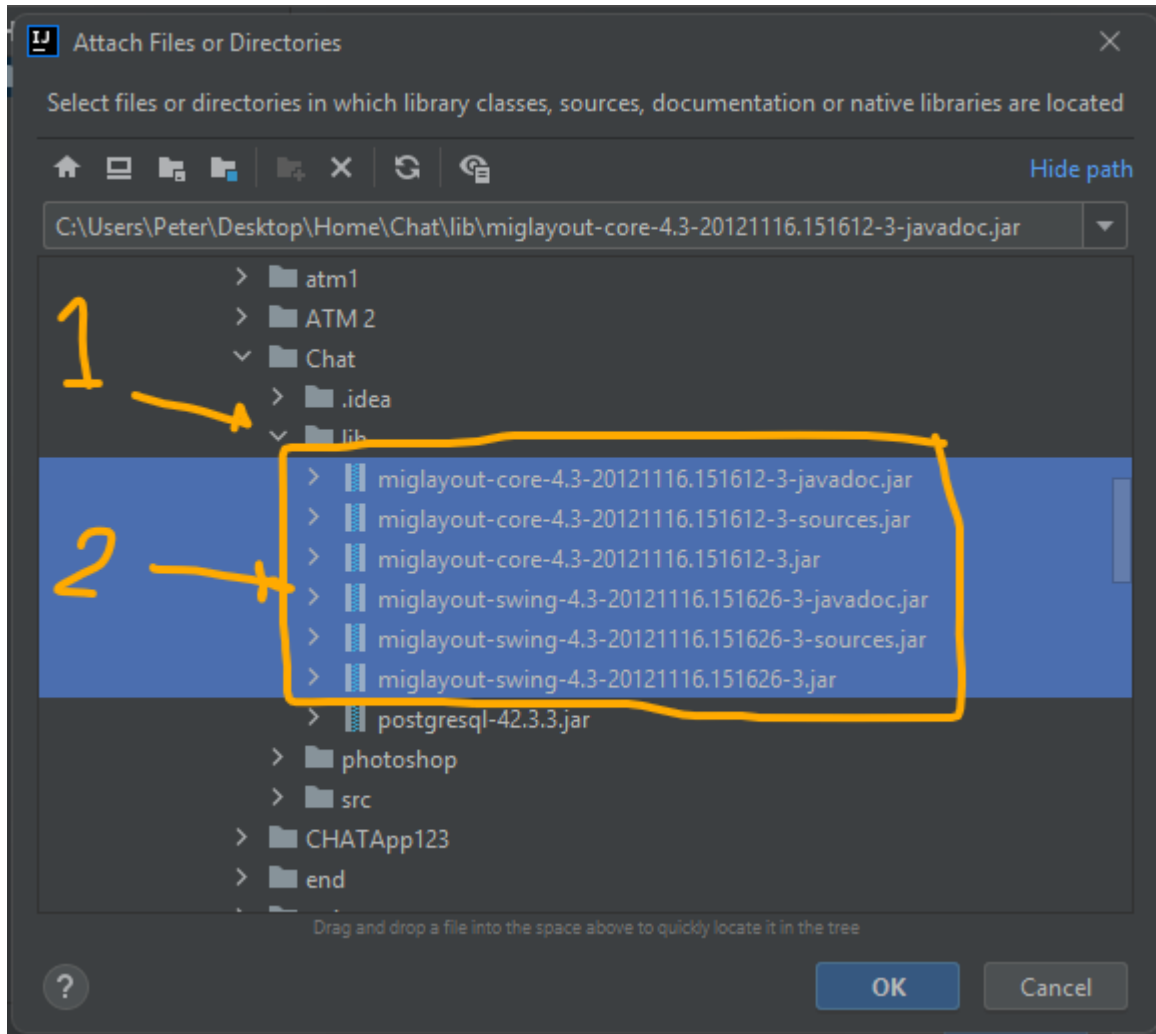 IJ
Attach Files or Directories
Select files or directories in which library classes, sources, documentation or native libraries are located
Hide path
C:\Users\Peter\Desktop\Home\Chat\lib\miglayout-core-4.3-20121116.151612-3-javadoc.jar
atm1
1
ATM 2
Chat
.idea
lib
miglayout-core-4.3-20121116.151612-3-javadoc.jar
miglayout-core-4.3-20121116.151612-3-sources.jar
2
miglayout-core-4.3-20121116.151612-3.jar
miglayout-swing-4.3-20121116.151626-3-javadoc.jar
miglayout-swing-4.3-20121116.151626-3-sources.jar
miglayout-swing-4.3-20121116.151626-3.jar
postgresql-42.3.3.jar
photoshop
src
CHATApp123
end
Drag and drop a file into the space above to quickly locate it in the tree
?
OK
Cancel